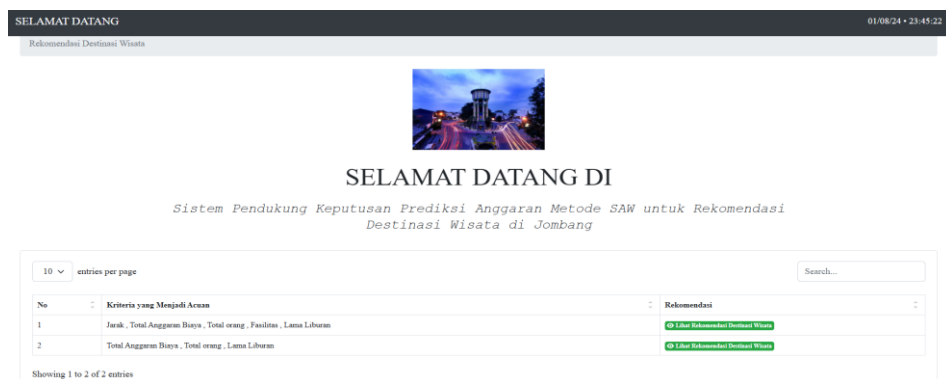 SELAMAT DATANG 01/08/24 • 23:45:22
Rekomendasi Destinasi Wisata
SELAMAT DATANG DI
Sistem Pendukung Keputusan Prediksi Anggaran Metode SAW untuk Rekomendasi
Destinasi Wisata di Jombang
10 entries per page Search...
No Kriteria yang Menjadi Acuan Rekomendasi
1 Jarak , Total Anggaran Biaya , Total orang , Fasilitas , Lama Liburan Lihat Rekomendasi Destinasi Wisata
2 Total Anggaran Biaya , Total orang , Lama Liburan Lihat Rekomendasi Destinasi Wisata
Showing 1 to 2 of 2 entries